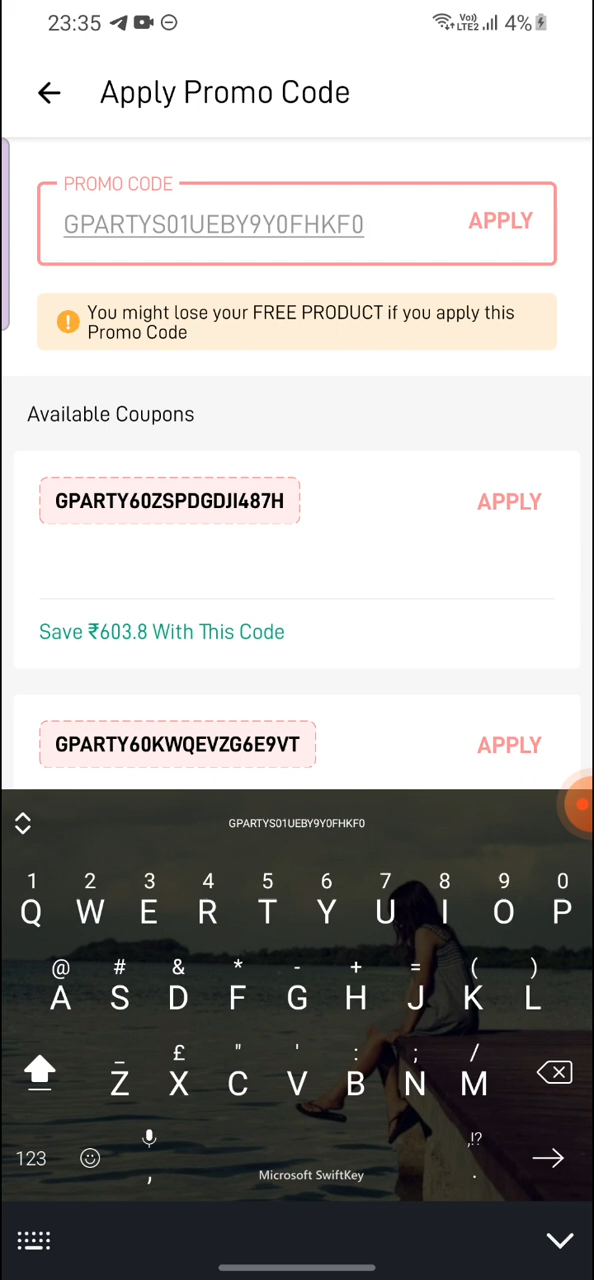 23:35 Vo)) LTE2 4%
Apply Promo Code
PROMO CODE
GPARTYS01UEBY9Y0FHKF0 APPLY
You might lose your FREE PRODUCT if you apply this
Promo Code
Available Coupons
GPARTY60ZSPDGDJI487H APPLY
Save ₹603.8 With This Code
GPARTY60KWQEVZG6E9VT APPLY
GPARTYS01UEBY9Y0FHKF0
1 2 3 4 5 6 7 8 9 0
Q W E R T Y U I O P
@ # & * - + = ( )
A S D F G H J K L
_ £ " ' : ; /
Z X C V B N M
,!?
123 , Microsoft SwiftKey .